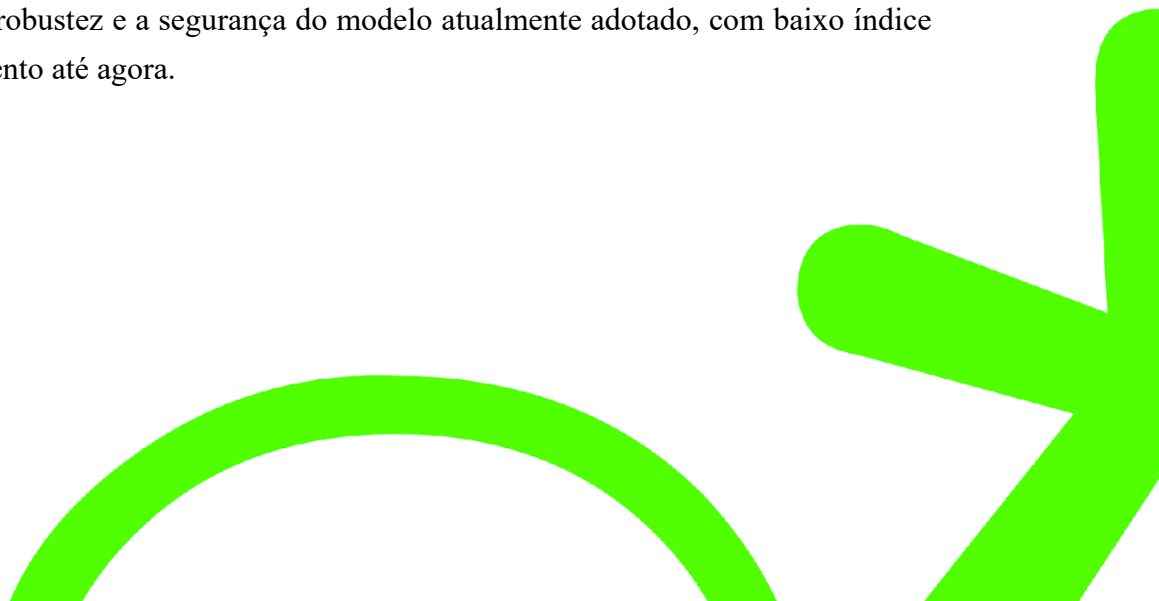 robustez e a segurança do modelo atualmente adotado, com baixo índice
ento até agora.